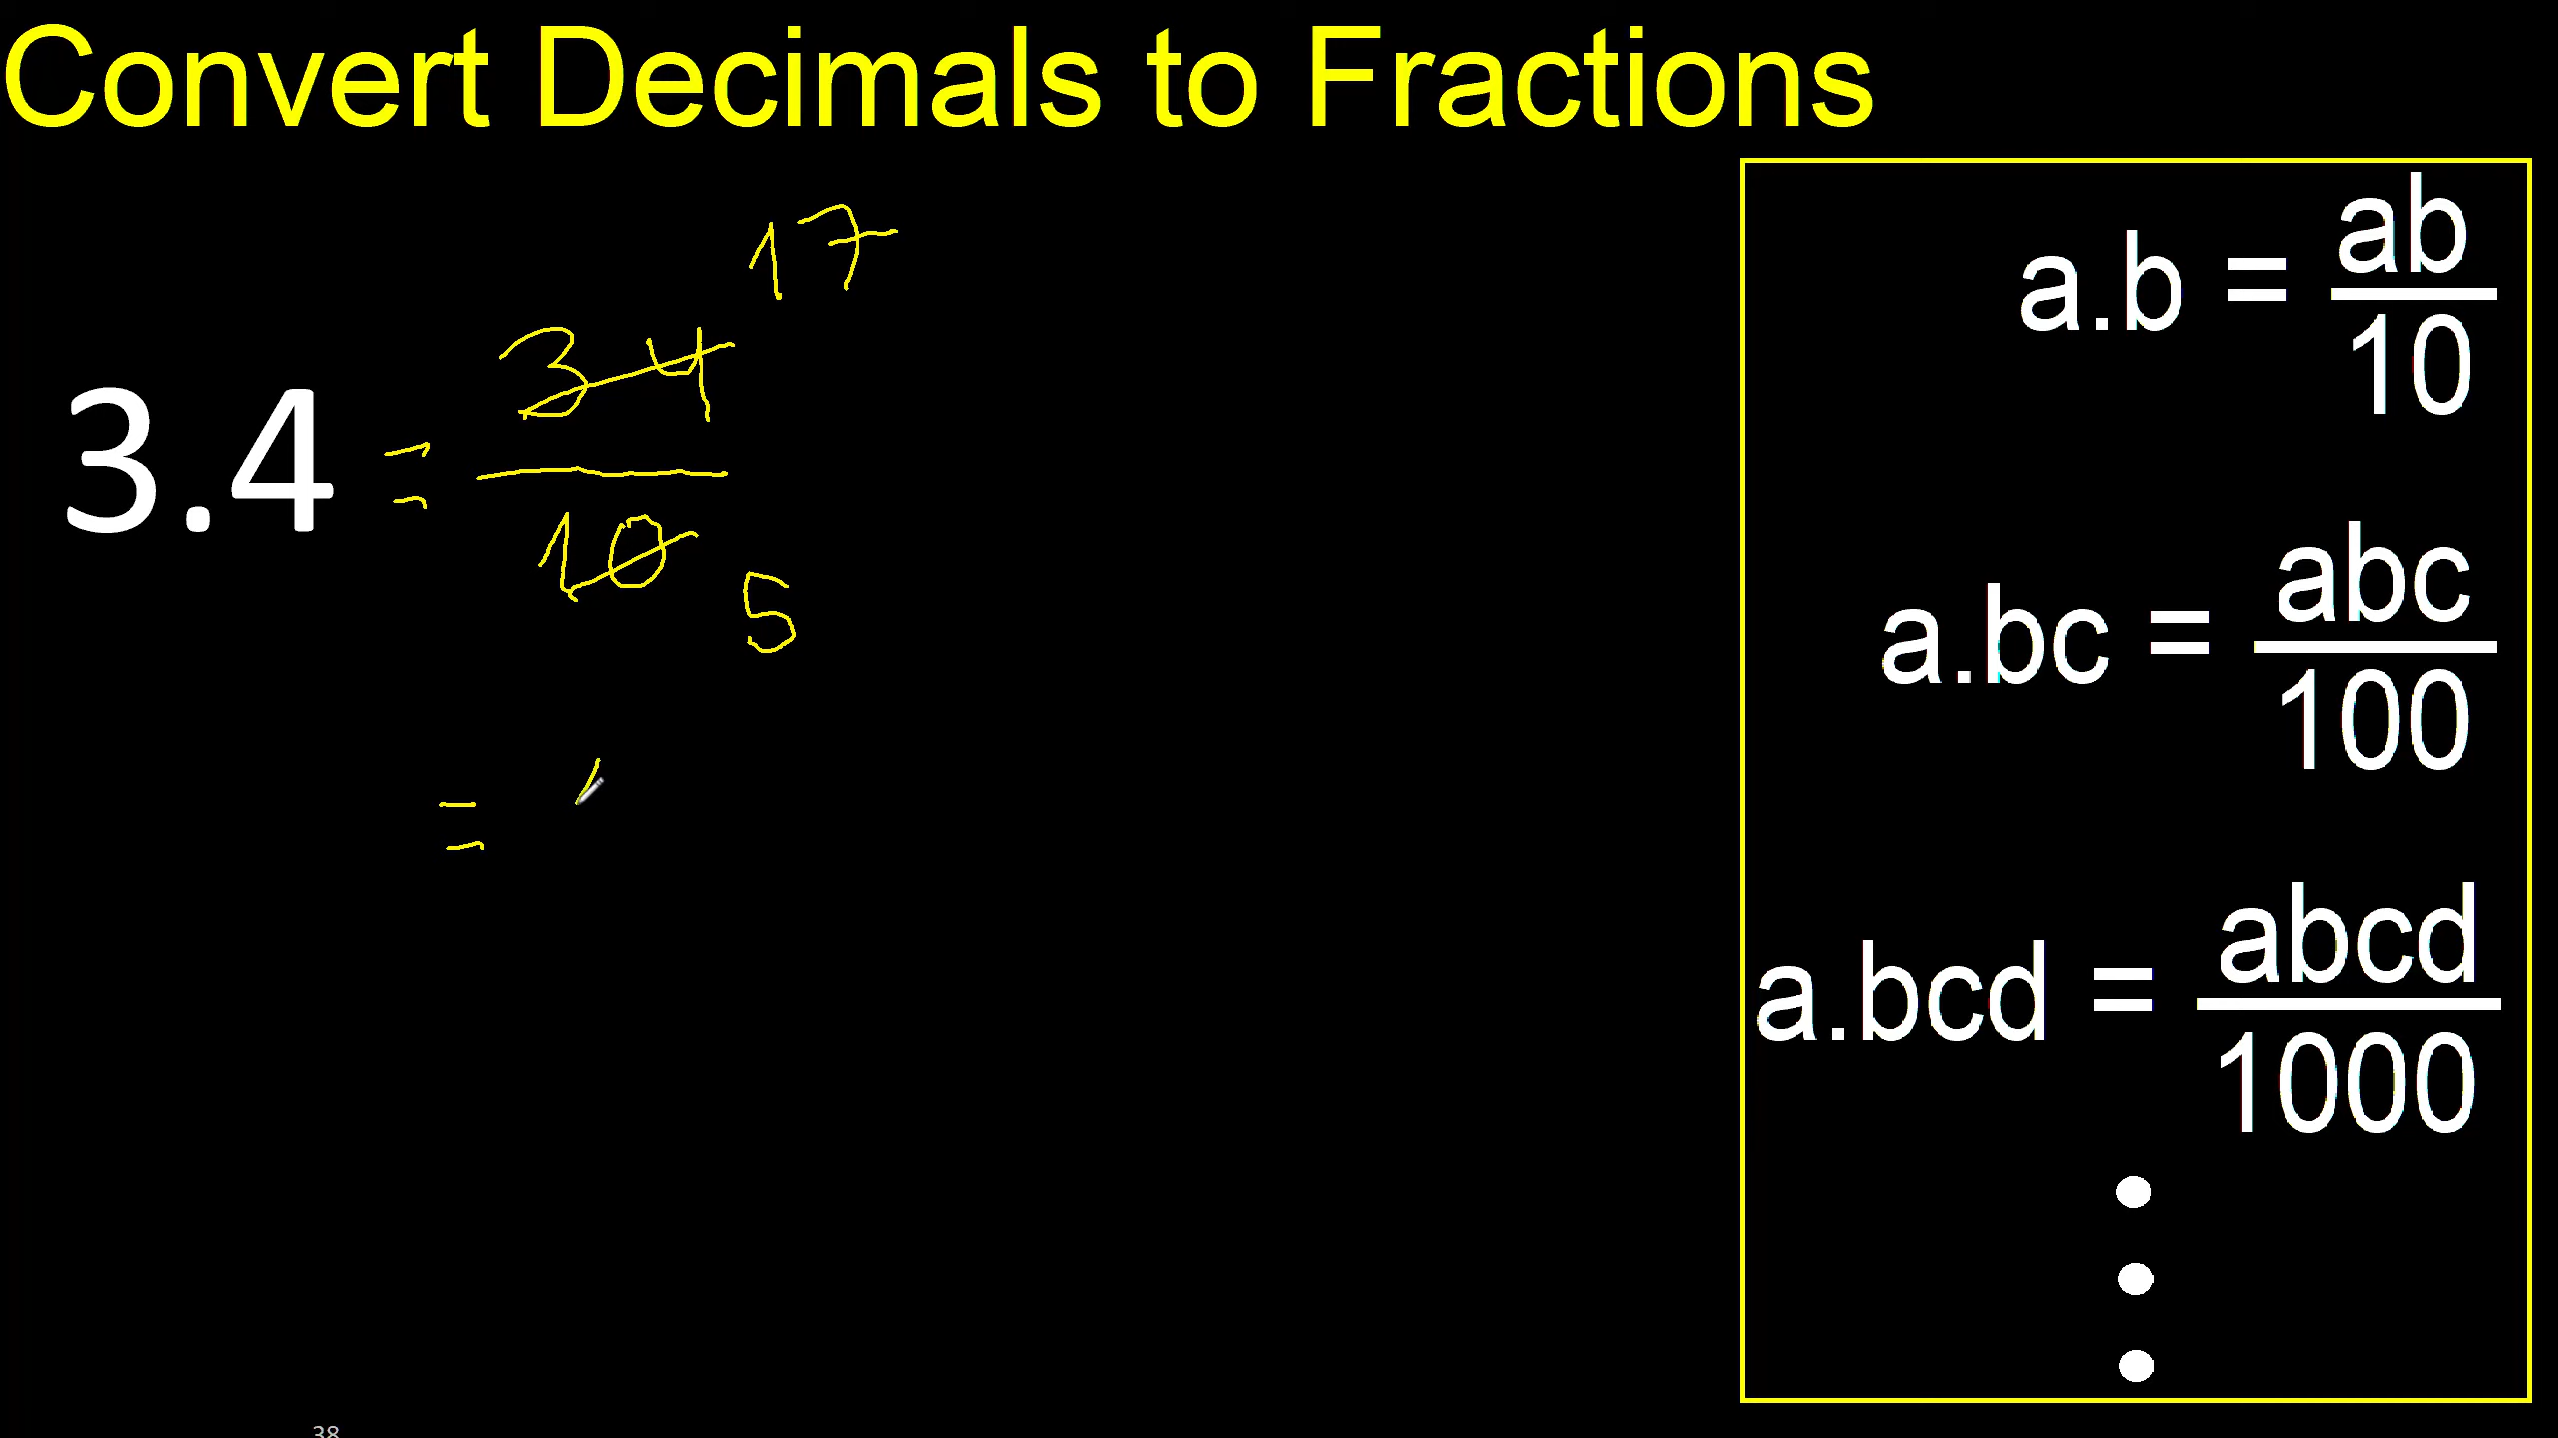 Convert Decimals to Fractions
3.4 = 34/10
17
5
=
a.b = ab/10
a.bc = abc/100
a.bcd = abcd/1000
38